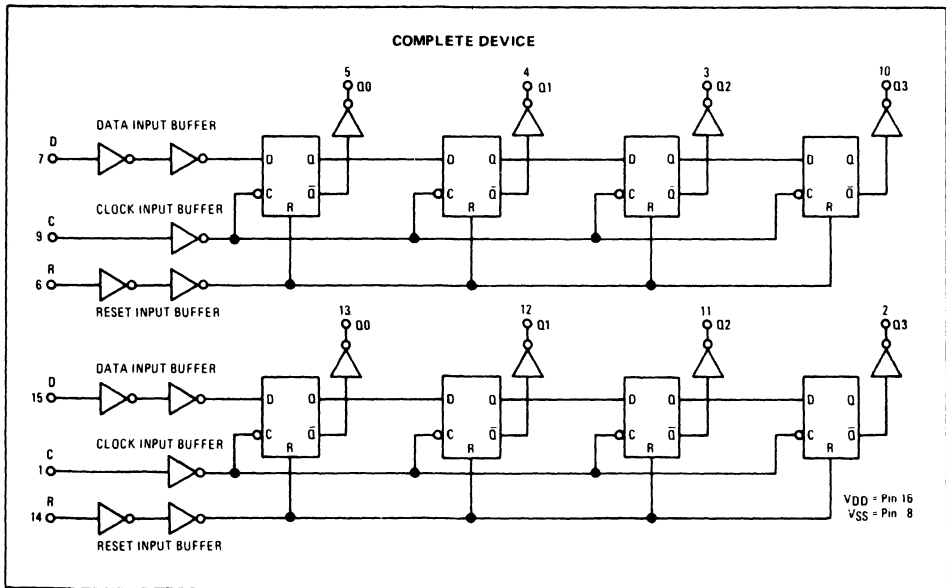 COMPLETE DEVICE
5 4 3 10
Q0 Q1 Q2 Q3
DATA INPUT BUFFER
D
7
D Q D Q D Q D Q
C Q̅ C Q̅ C Q̅ C Q̅
R R R R
CLOCK INPUT BUFFER
C
9
R
6
RESET INPUT BUFFER
13 12 11 2
Q0 Q1 Q2 Q3
DATA INPUT BUFFER
D
15
D Q D Q D Q D Q
C Q̅ C Q̅ C Q̅ C Q̅
R R R R
CLOCK INPUT BUFFER
C
1
R
14
RESET INPUT BUFFER
VDD = Pin 16
VSS = Pin 8